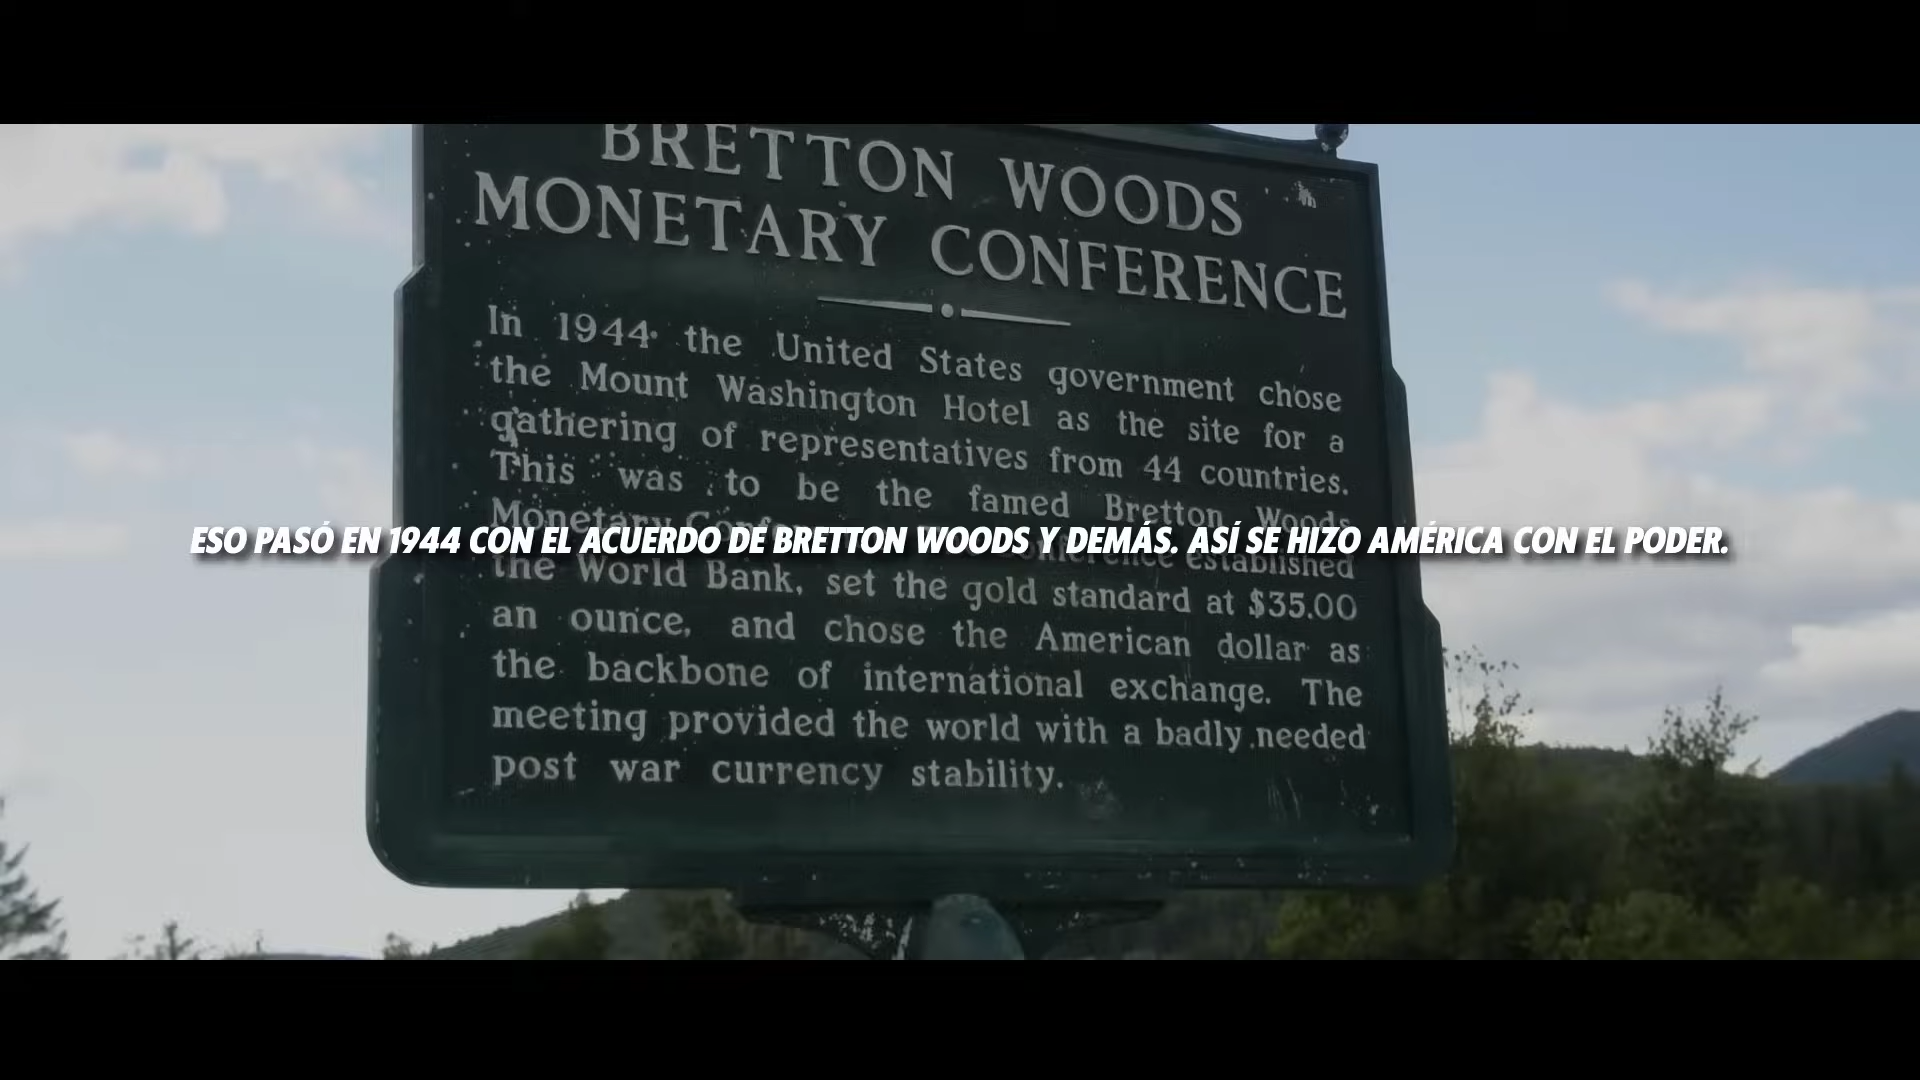 BRETTON WOODS
MONETARY CONFERENCE
In 1944 the United States government chose
the Mount Washington Hotel as the site for a
gathering of representatives from 44 countries.
This was to be the famed Bretton Woods
Monetary
ESO PASÓ EN 1944 CON EL ACUERDO DE BRETTON WOODS Y DEMÁS. ASÍ SE HIZO AMÉRICA CON EL PODER.
Conference established
the World Bank, set the gold standard at $35.00
an ounce, and chose the American dollar as
the backbone of international exchange. The
meeting provided the world with a badly needed
post war currency stability.